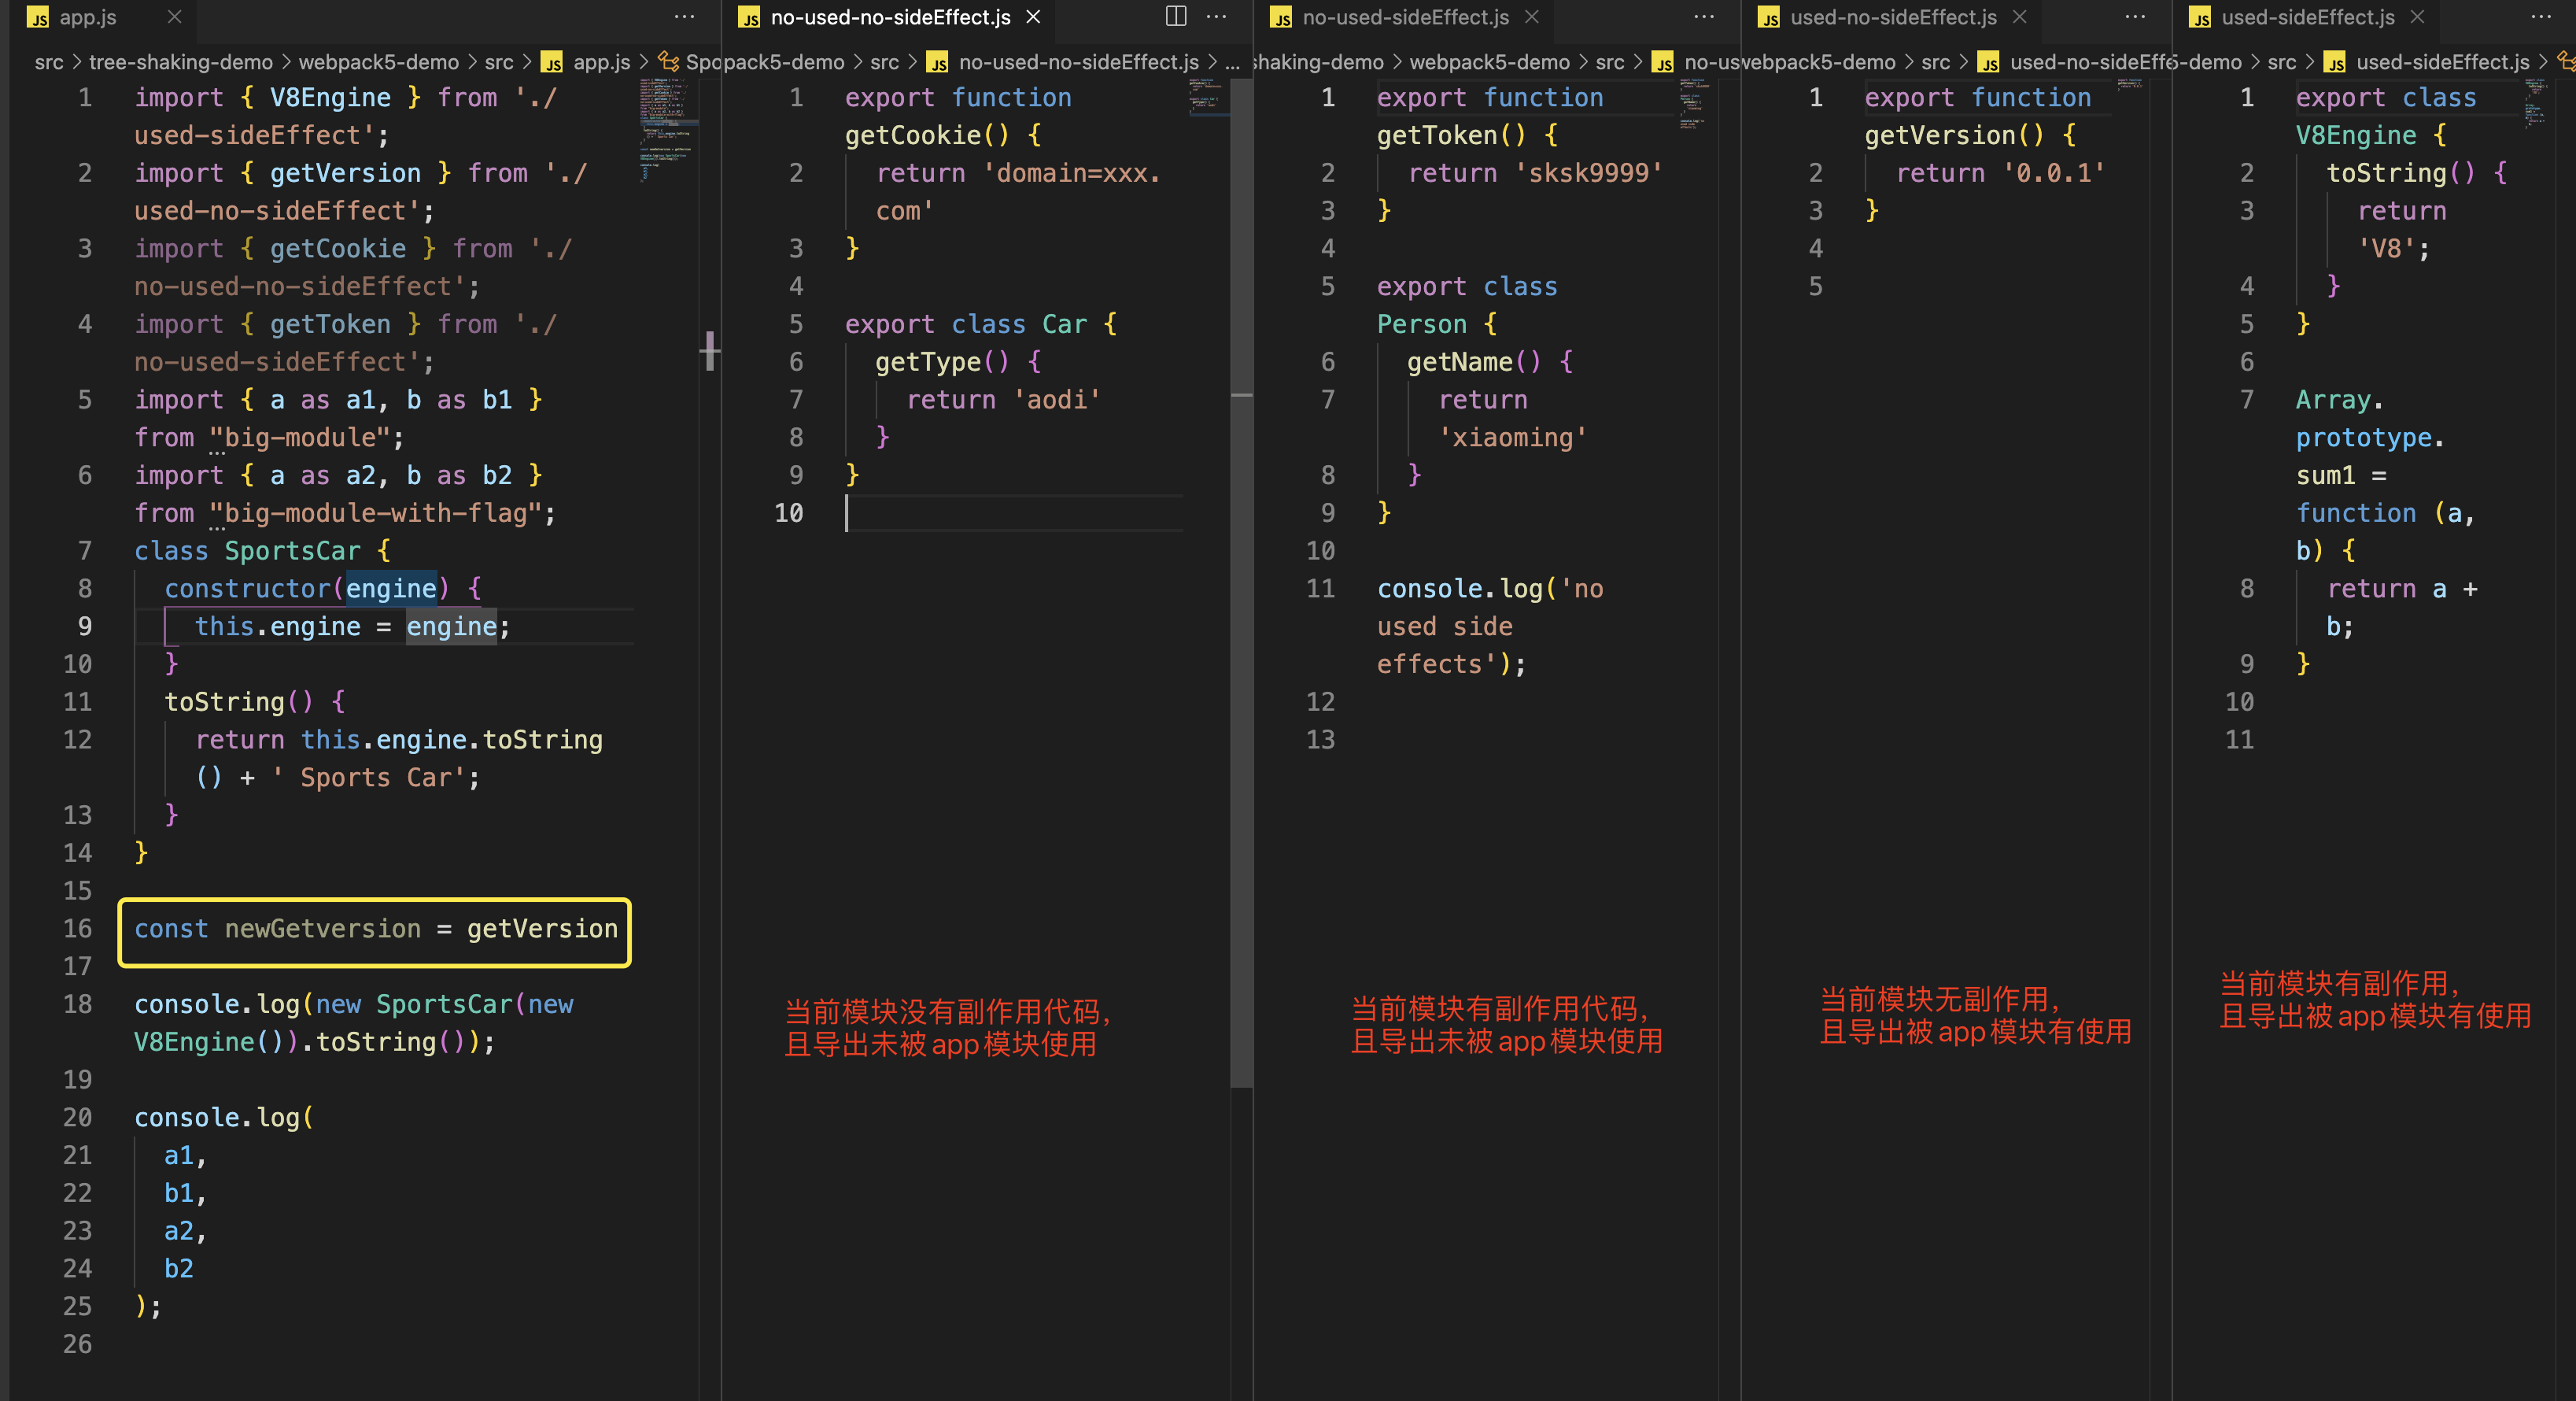 JS app.js
src > tree-shaking-demo > webpack5-demo > src > JS app.js > Spo
1 import { V8Engine } from './
used-sideEffect';
2 import { getVersion } from './
used-no-sideEffect';
3 import { getCookie } from './
no-used-no-sideEffect';
4 import { getToken } from './
no-used-sideEffect';
5 import { a as a1, b as b1 }
from "big-module";
6 import { a as a2, b as b2 }
from "big-module-with-flag";
7 class SportsCar {
8 constructor(engine) {
9 this.engine = engine;
10 }
11 toString() {
12 return this.engine.toString
() + ' Sports Car';
13 }
14 }
15
16 const newGetversion = getVersion
17
18 console.log(new SportsCar(new
V8Engine()).toString());
19
20 console.log(
21 a1,
22 b1,
23 a2,
24 b2
25 );
26
JS no-used-no-sideEffect.js
pack5-demo > src > JS no-used-no-sideEffect.js > ...
1 export function
getCookie() {
2 return 'domain=xxx.
com'
3 }
4
5 export class Car {
6 getType() {
7 return 'aodi'
8 }
9 }
10
当前模块没有副作用代码,
且导出未被app模块使用
JS no-used-sideEffect.js
haking-demo > webpack5-demo > src > JS no-us
1 export function
getToken() {
2 return 'sksk9999'
3 }
4
5 export class
Person {
6 getName() {
7 return
'xiaoming'
8 }
9 }
10
11 console.log('no
used side
effects');
12
13
当前模块有副作用代码,
且导出未被app模块使用
JS used-no-sideEffect.js
webpack5-demo > src > JS used-no-sideEff
1 export function
getVersion() {
2 return '0.0.1'
3 }
4
5
当前模块无副作用,
且导出被app模块有使用
JS used-sideEffect.js
5-demo > src > JS used-sideEffect.js >
1 export class
V8Engine {
2 toString() {
3 return
'V8';
4 }
5 }
6
7 Array.
prototype.
sum1 =
function (a,
b) {
8 return a +
b;
9 }
10
11
当前模块有副作用,
且导出被app模块有使用